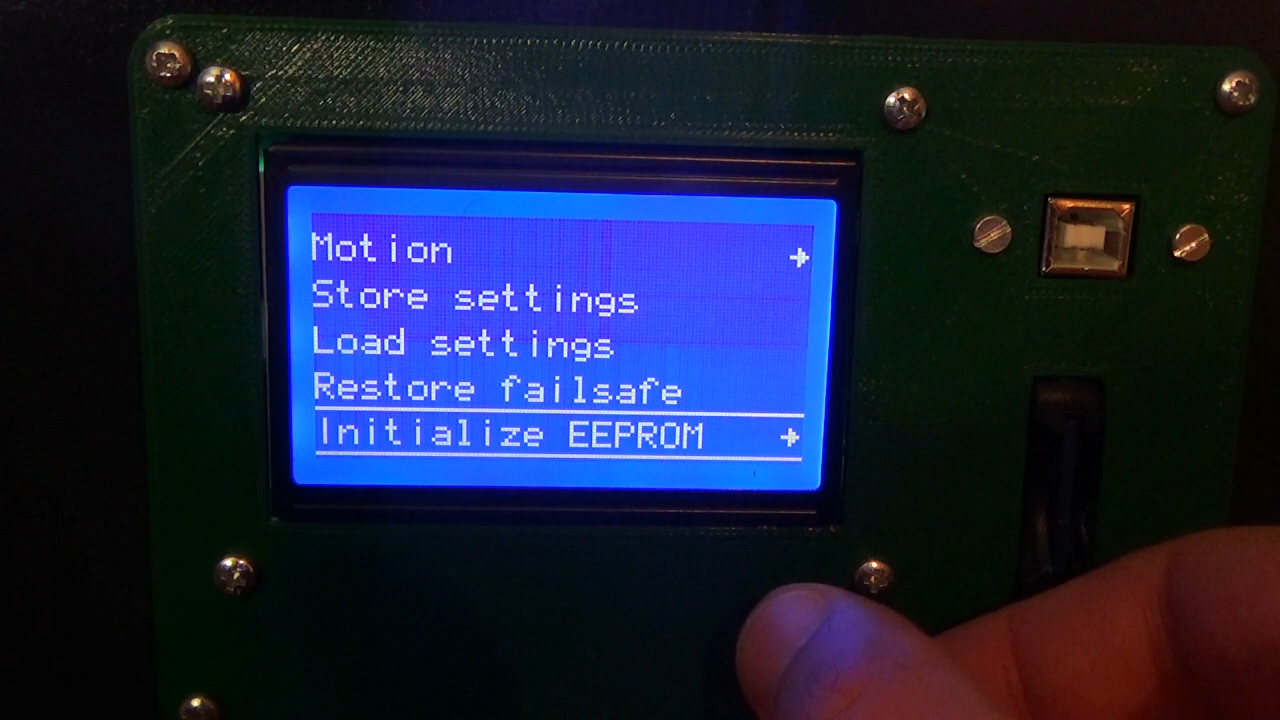 Motion
Store settings
Load settings
Restore failsafe
Initialize EEPROM